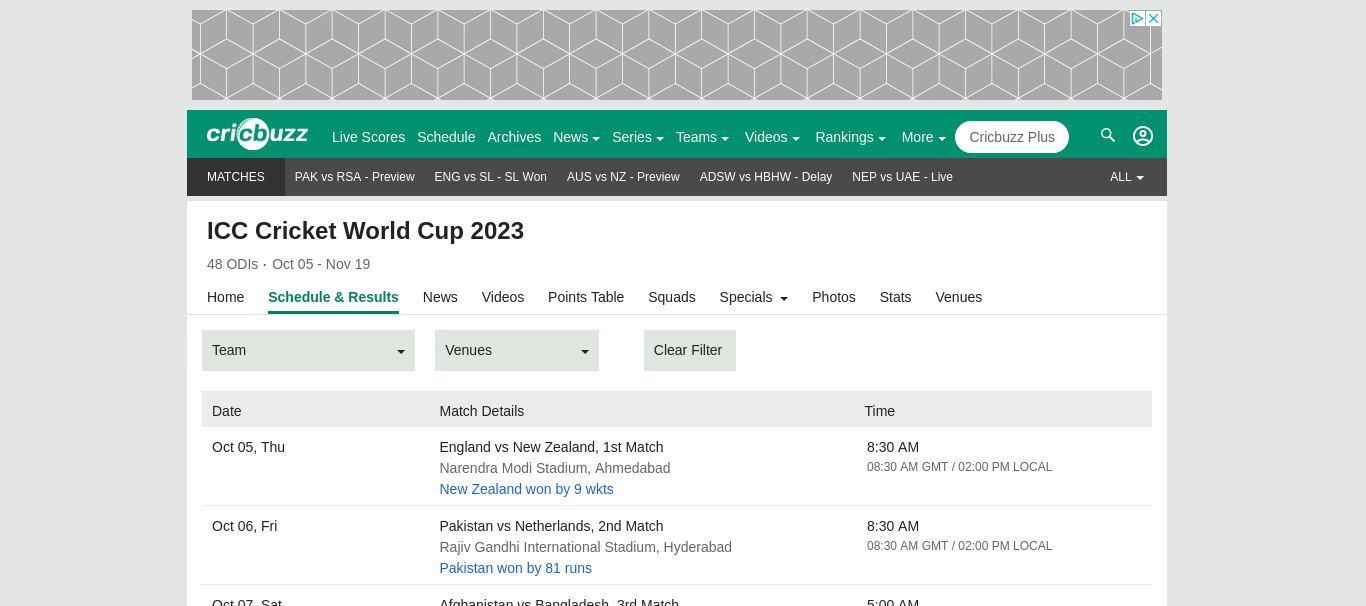 cricbuzz Live Scores Schedule Archives News Series Teams Videos Rankings More Cricbuzz Plus
MATCHES PAK vs RSA - Preview ENG vs SL - SL Won AUS vs NZ - Preview ADSW vs HBHW - Delay NEP vs UAE - Live ALL
ICC Cricket World Cup 2023
48 ODIs · Oct 05 - Nov 19
Home Schedule & Results News Videos Points Table Squads Specials Photos Stats Venues
Team Venues Clear Filter
Date Match Details Time
Oct 05, Thu England vs New Zealand, 1st Match 8:30 AM
Narendra Modi Stadium, Ahmedabad 08:30 AM GMT / 02:00 PM LOCAL
New Zealand won by 9 wkts
Oct 06, Fri Pakistan vs Netherlands, 2nd Match 8:30 AM
Rajiv Gandhi International Stadium, Hyderabad 08:30 AM GMT / 02:00 PM LOCAL
Pakistan won by 81 runs
Oct 07, Sat Afghanistan vs Bangladesh, 3rd Match 5:00 AM